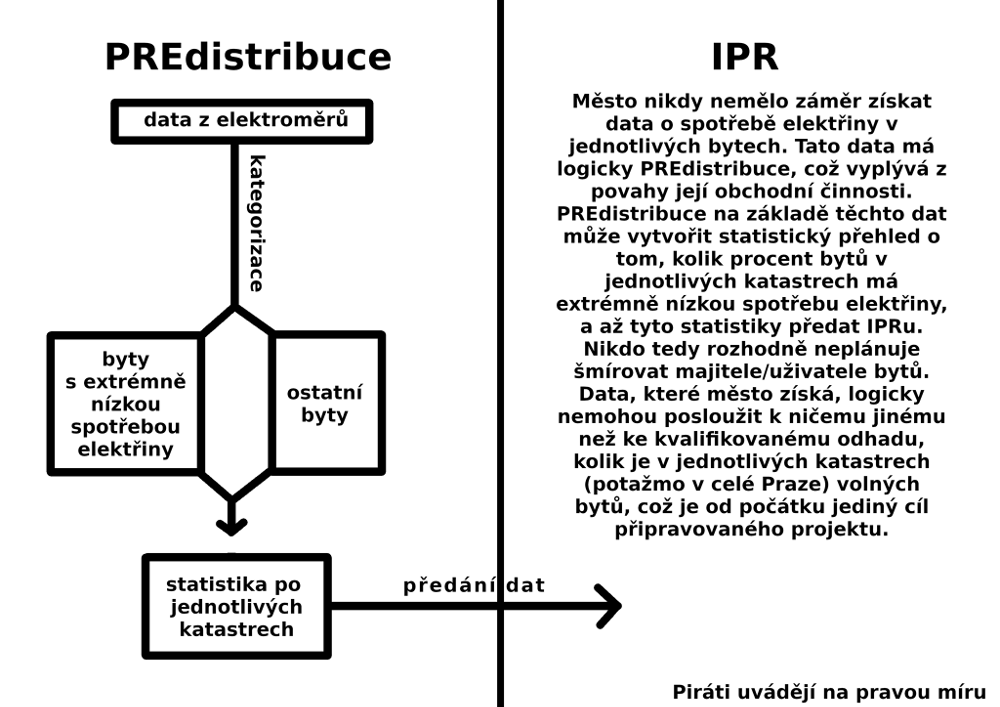 PREdistribuce
data z elektroměrů
kategorizace
byty
s extrémně
nízkou
spotřebou
elektřiny
ostatní
byty
statistika po
jednotlivých
katastrech
předání dat
IPR
Město nikdy nemělo záměr získat
data o spotřebě elektřiny v
jednotlivých bytech. Tato data má
logicky PREdistribuce, což vyplývá z
povahy její obchodní činnosti.
PREdistribuce na základě těchto dat
může vytvořit statistický přehled o
tom, kolik procent bytů v
jednotlivých katastrech má
extrémně nízkou spotřebu elektřiny,
a až tyto statistiky předat IPRu.
Nikdo tedy rozhodně neplánuje
šmírovat majitele/uživatele bytů.
Data, které město získá, logicky
nemohou posloužit k ničemu jinému
než ke kvalifikovanému odhadu,
kolik je v jednotlivých katastrech
(potažmo v celé Praze) volných
bytů, což je od počátku jediný cíl
připravovaného projektu.
Piráti uvádějí na pravou míru